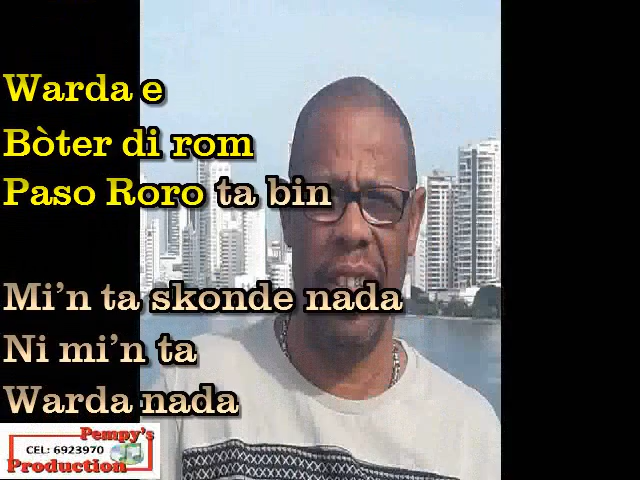 Warda e
Bòter di rom
Paso Roro ta bin
Mi'n ta skonde nada
Ni mi'n ta
Warda nada
Pempy's
CEL: 6923970
Production